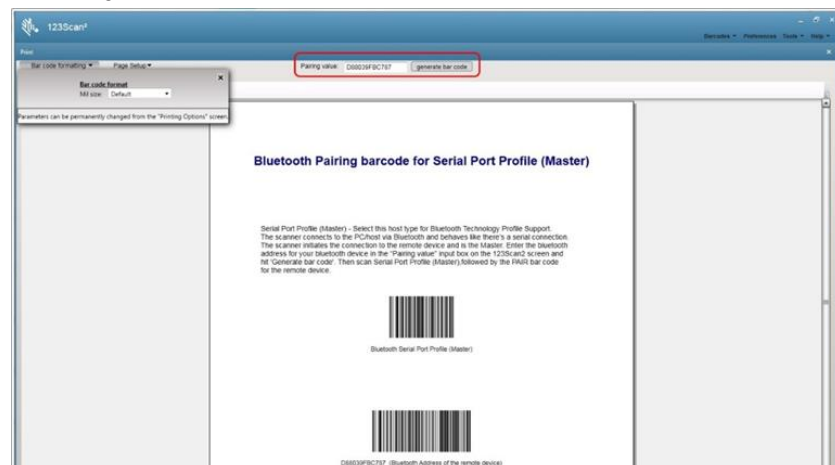 123Scan²
Barcodes Preferences Tools Help
Print
Bar code formatting Page Setup
Pairing value: D88039FBC797 generate bar code
Bar code format
Mil size: Default
Parameters can be permanently changed from the "Printing Options" screen.
Bluetooth Pairing barcode for Serial Port Profile (Master)
Serial Port Profile (Master) - Select this host type for Bluetooth Technology Profile Support.
The scanner connects to the PC/host via Bluetooth and behaves like there's a serial connection.
The scanner initiates the connection to the remote device and is the Master. Enter the bluetooth
address for your bluetooth device in the "Pairing value" input box on the 123Scan2 screen and
hit 'Generate bar code'. Then scan Serial Port Profile (Master),followed by the PAIR bar code
for the remote device.
Bluetooth Serial Port Profile (Master)
D88039FBC797 (Bluetooth Address of the remote device)